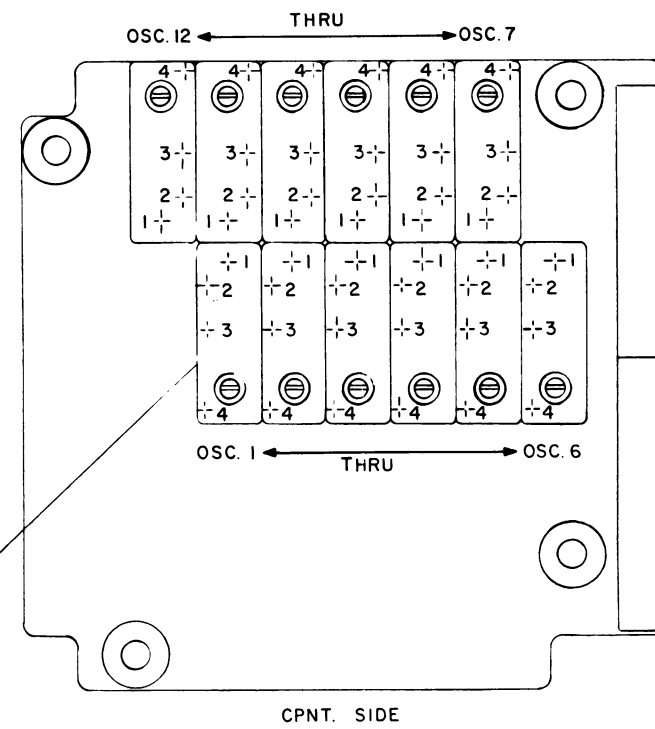 THRU
OSC. 12 OSC. 7
4 4 4 4 4 4
3 3 3 3 3 3
2 2 2 2 2 2
1 1 1 1 1 1
1 1 1 1 1 1
2 2 2 2 2 2
3 3 3 3 3 3
4 4 4 4 4 4
OSC. 1 OSC. 6
THRU
CPNT. SIDE